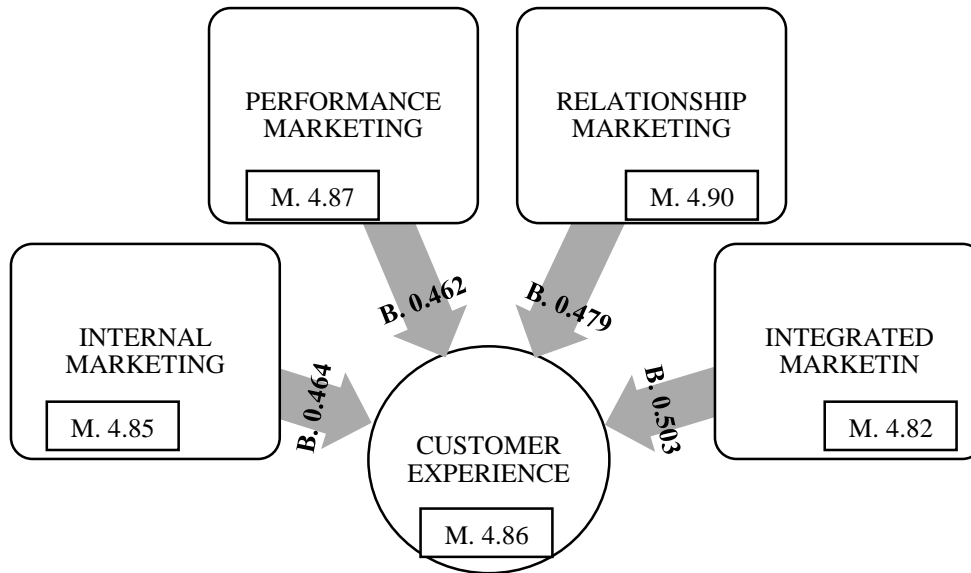 PERFORMANCE
MARKETING
M. 4.87
RELATIONSHIP
MARKETING
M. 4.90
B. 0.462
B. 0.479
INTERNAL
MARKETING
M. 4.85
B. 0.464
INTEGRATED
MARKETIN
M. 4.82
B. 0.503
CUSTOMER
EXPERIENCE
M. 4.86